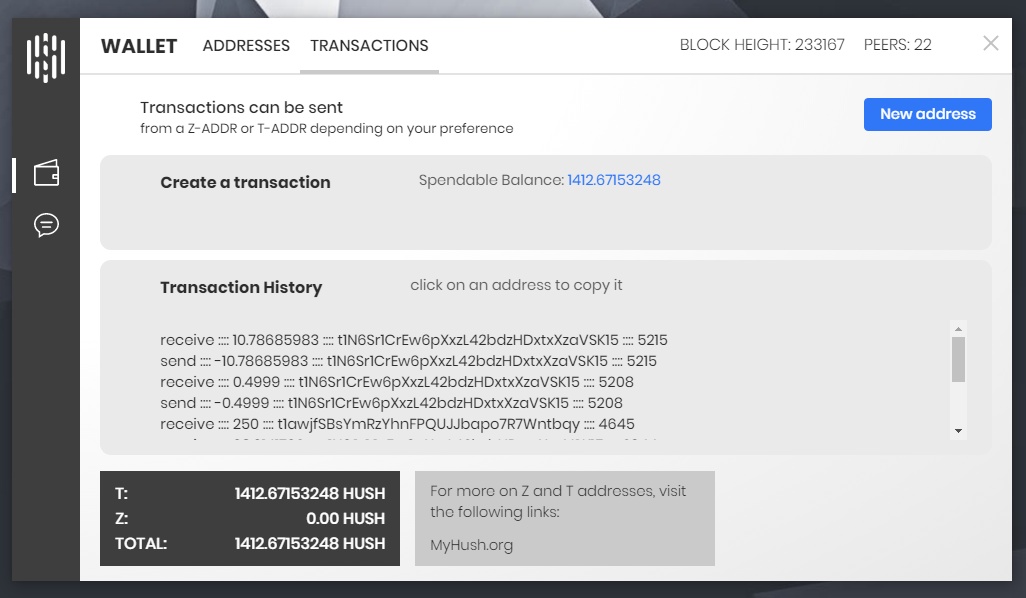 WALLET ADDRESSES TRANSACTIONS BLOCK HEIGHT: 233167 PEERS: 22
Transactions can be sent
from a Z-ADDR or T-ADDR depending on your preference
New address
Create a transaction Spendable Balance: 1412.67153248
Transaction History click on an address to copy it
receive :::: 10.78685983 :::: t1N6Sr1CrEw6pXxzL42bdzHDxtxXzaVSK15 :::: 5215
send :::: -10.78685983 :::: t1N6Sr1CrEw6pXxzL42bdzHDxtxXzaVSK15 :::: 5215
receive :::: 0.4999 :::: t1N6Sr1CrEw6pXxzL42bdzHDxtxXzaVSK15 :::: 5208
send :::: -0.4999 :::: t1N6Sr1CrEw6pXxzL42bdzHDxtxXzaVSK15 :::: 5208
receive :::: 250 :::: t1awjfSBsYmRzYhnFPQUJJbapo7R7Wntbqy :::: 4645
T: 1412.67153248 HUSH
Z: 0.00 HUSH
TOTAL: 1412.67153248 HUSH
For more on Z and T addresses, visit
the following links:
MyHush.org